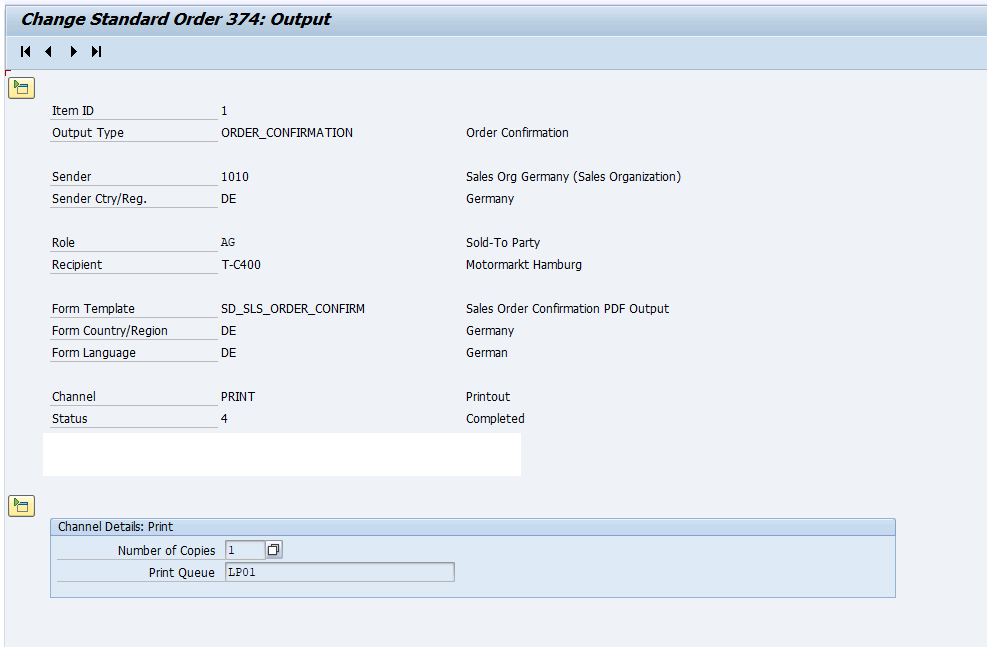 Change Standard Order 374: Output
Item ID 1
Output Type ORDER_CONFIRMATION Order Confirmation
Sender 1010 Sales Org Germany (Sales Organization)
Sender Ctry/Reg. DE Germany
Role AG Sold-To Party
Recipient T-C400 Motormarkt Hamburg
Form Template SD_SLS_ORDER_CONFIRM Sales Order Confirmation PDF Output
Form Country/Region DE Germany
Form Language DE German
Channel PRINT Printout
Status 4 Completed
Channel Details: Print
Number of Copies 1
Print Queue LP01